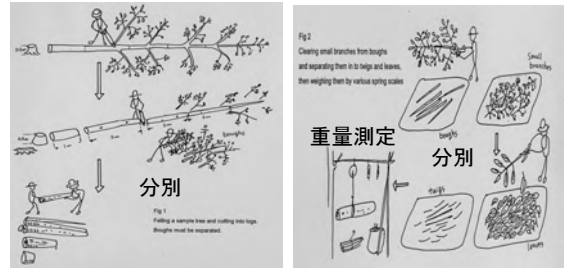 boughs
分別
Fig 1
Felling a sample tree and cutting into logs.
Boughs must be separated.
Fig 2
Clearing small branches from boughs
and separating them in to twigs and leaves,
then weighing them by various spring scales
Small
branches
boughs
重量測定
分別
twigs
leaves